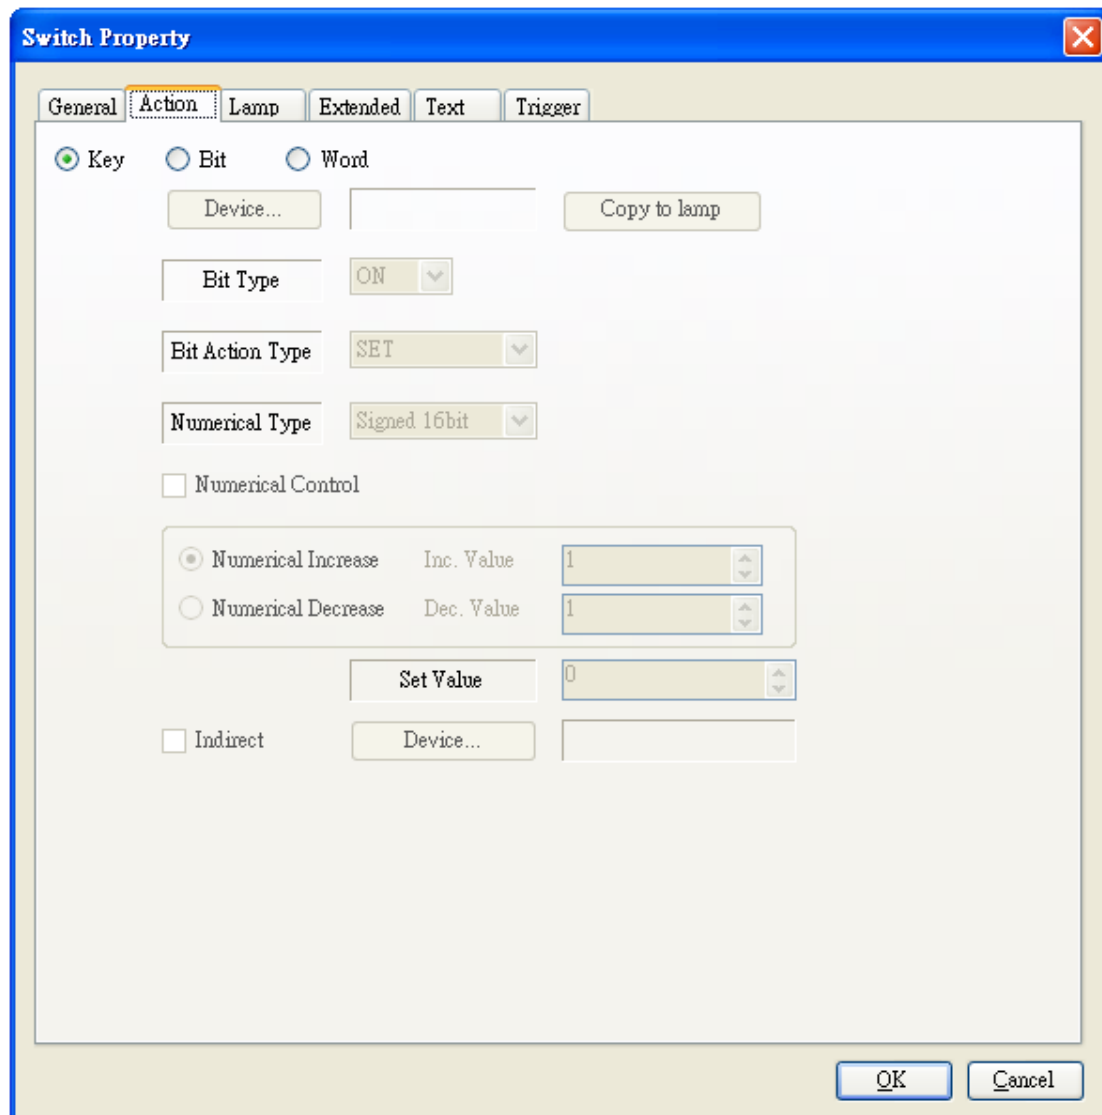 Switch Property
General Action Lamp Extended Text Trigger
Key Bit Word
Device... Copy to lamp
Bit Type ON
Bit Action Type SET
Numerical Type Signed 16bit
Numerical Control
Numerical Increase Inc. Value 1
Numerical Decrease Dec. Value 1
Set Value 0
Indirect Device...
OK Cancel